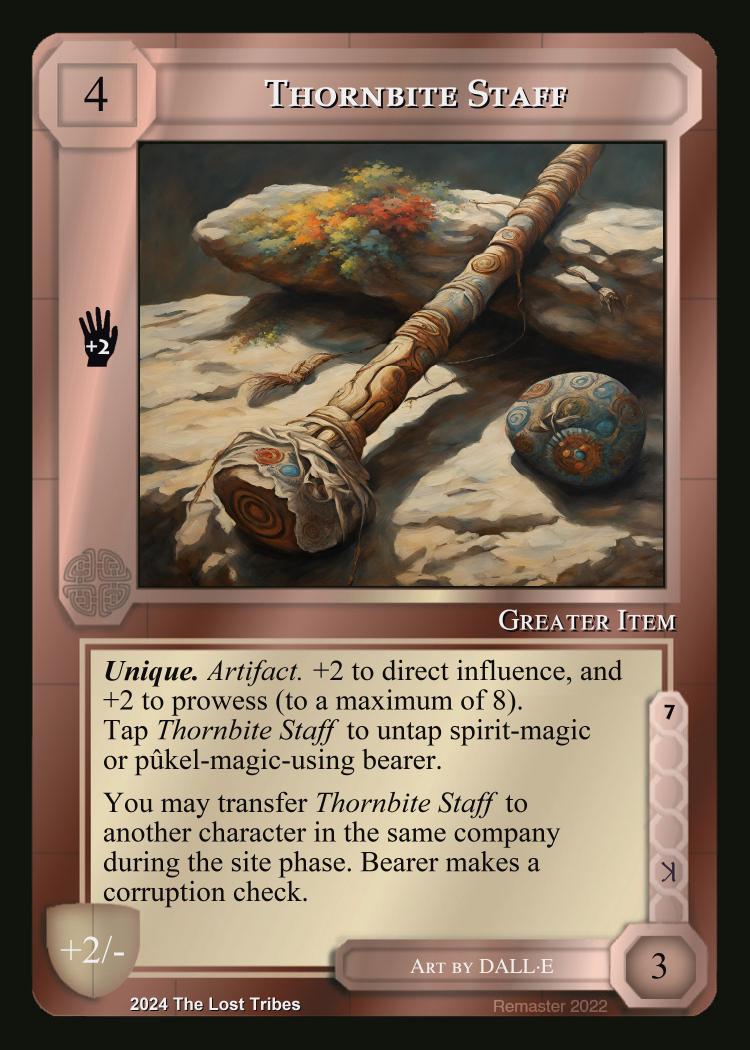 4
Thornbite Staff
+2
Greater Item
Unique. Artifact. +2 to direct influence, and
+2 to prowess (to a maximum of 8).
Tap Thornbite Staff to untap spirit-magic
or pûkel-magic-using bearer.
You may transfer Thornbite Staff to
another character in the same company
during the site phase. Bearer makes a
corruption check.
7
+2/-
Art by DALL·E
3
2024 The Lost Tribes
Remaster 2022